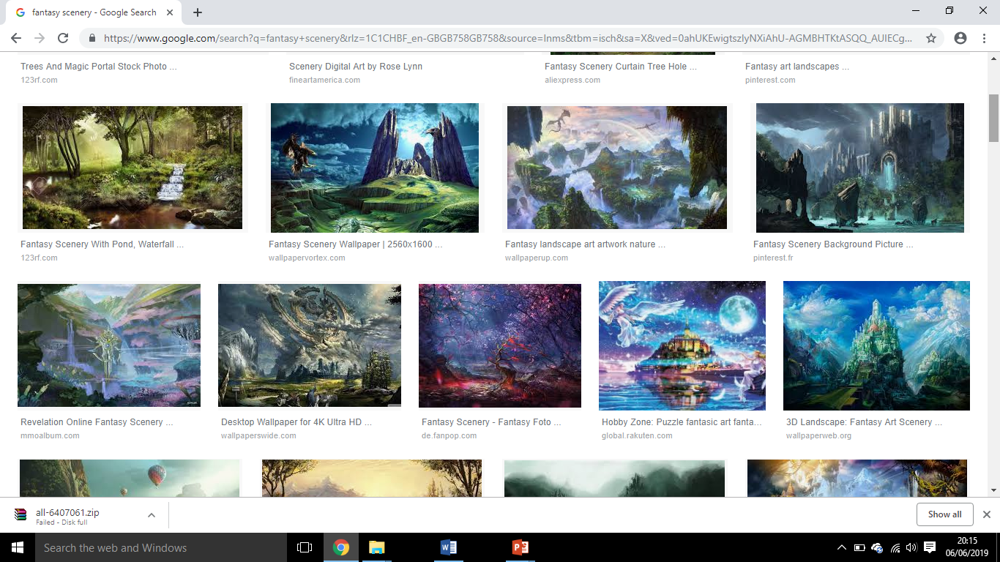 fantasy scenery - Google Search
https://www.google.com/search?q=fantasy+scenery&rlz=1C1CHBF_en-GBGB758GB758&source=lnms&tbm=isch&sa=X&ved=0ahUKEwigtszlyNXiAhU-AGMBHTKtASQQ_AUIECg...
Trees And Magic Portal Stock Photo ...
123rf.com
Scenery Digital Art by Rose Lynn
fineartamerica.com
Fantasy Scenery Curtain Tree Hole ...
aliexpress.com
Fantasy art landscapes ...
pinterest.com
Fantasy Scenery With Pond, Waterfall ...
123rf.com
Fantasy Scenery Wallpaper | 2560x1600 ...
wallpapervortex.com
Fantasy landscape art artwork nature ...
wallpaperup.com
Fantasy Scenery Background Picture ...
pinterest.fr
Revelation Online Fantasy Scenery ...
mmoalbum.com
Desktop Wallpaper for 4K Ultra HD ...
wallpaperswide.com
Fantasy Scenery - Fantasy Foto ...
de.fanpop.com
Hobby Zone: Puzzle fantasic art fanta...
global.rakuten.com
3D Landscape: Fantasy Art Scenery ...
wallpaperweb.org
all-6407061.zip
Failed - Disk full
Show all
Search the web and Windows
20:15
06/06/2019